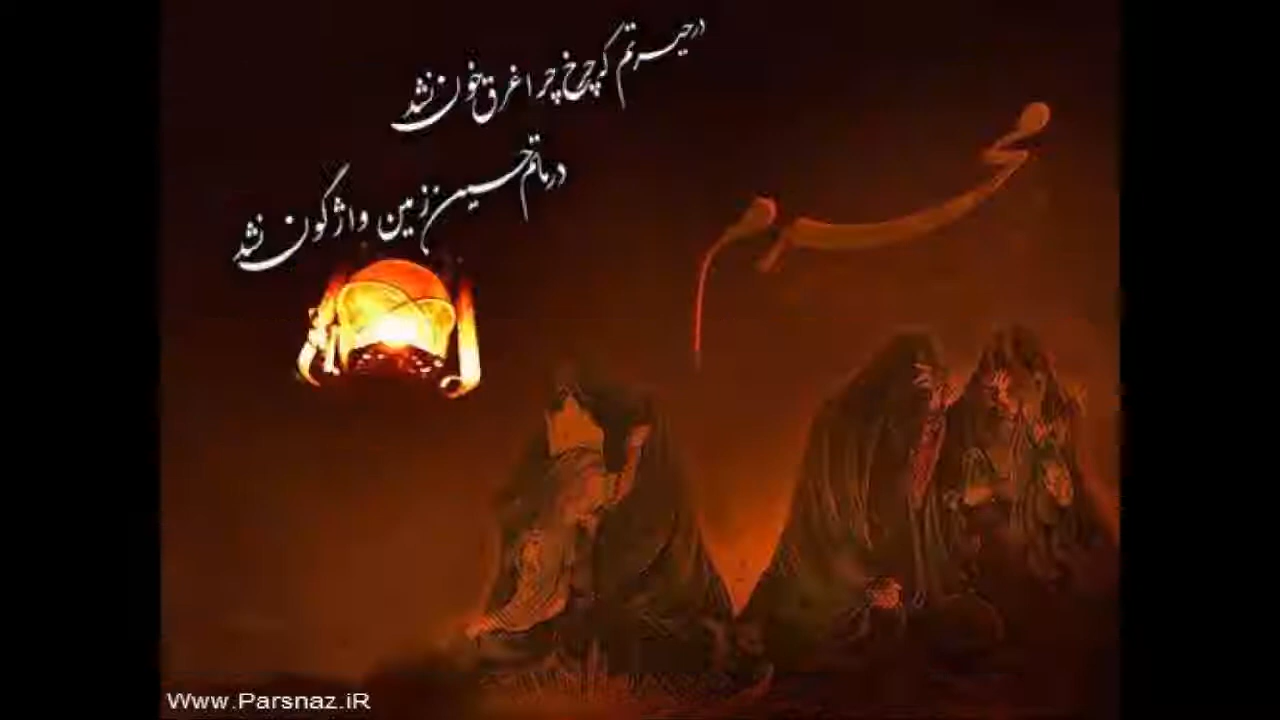 در حیرتم که چرخ چرا غرق خون نشد
در ماتم حسین زمین واژگون نشد
محرم
Www.Parsnaz.iR